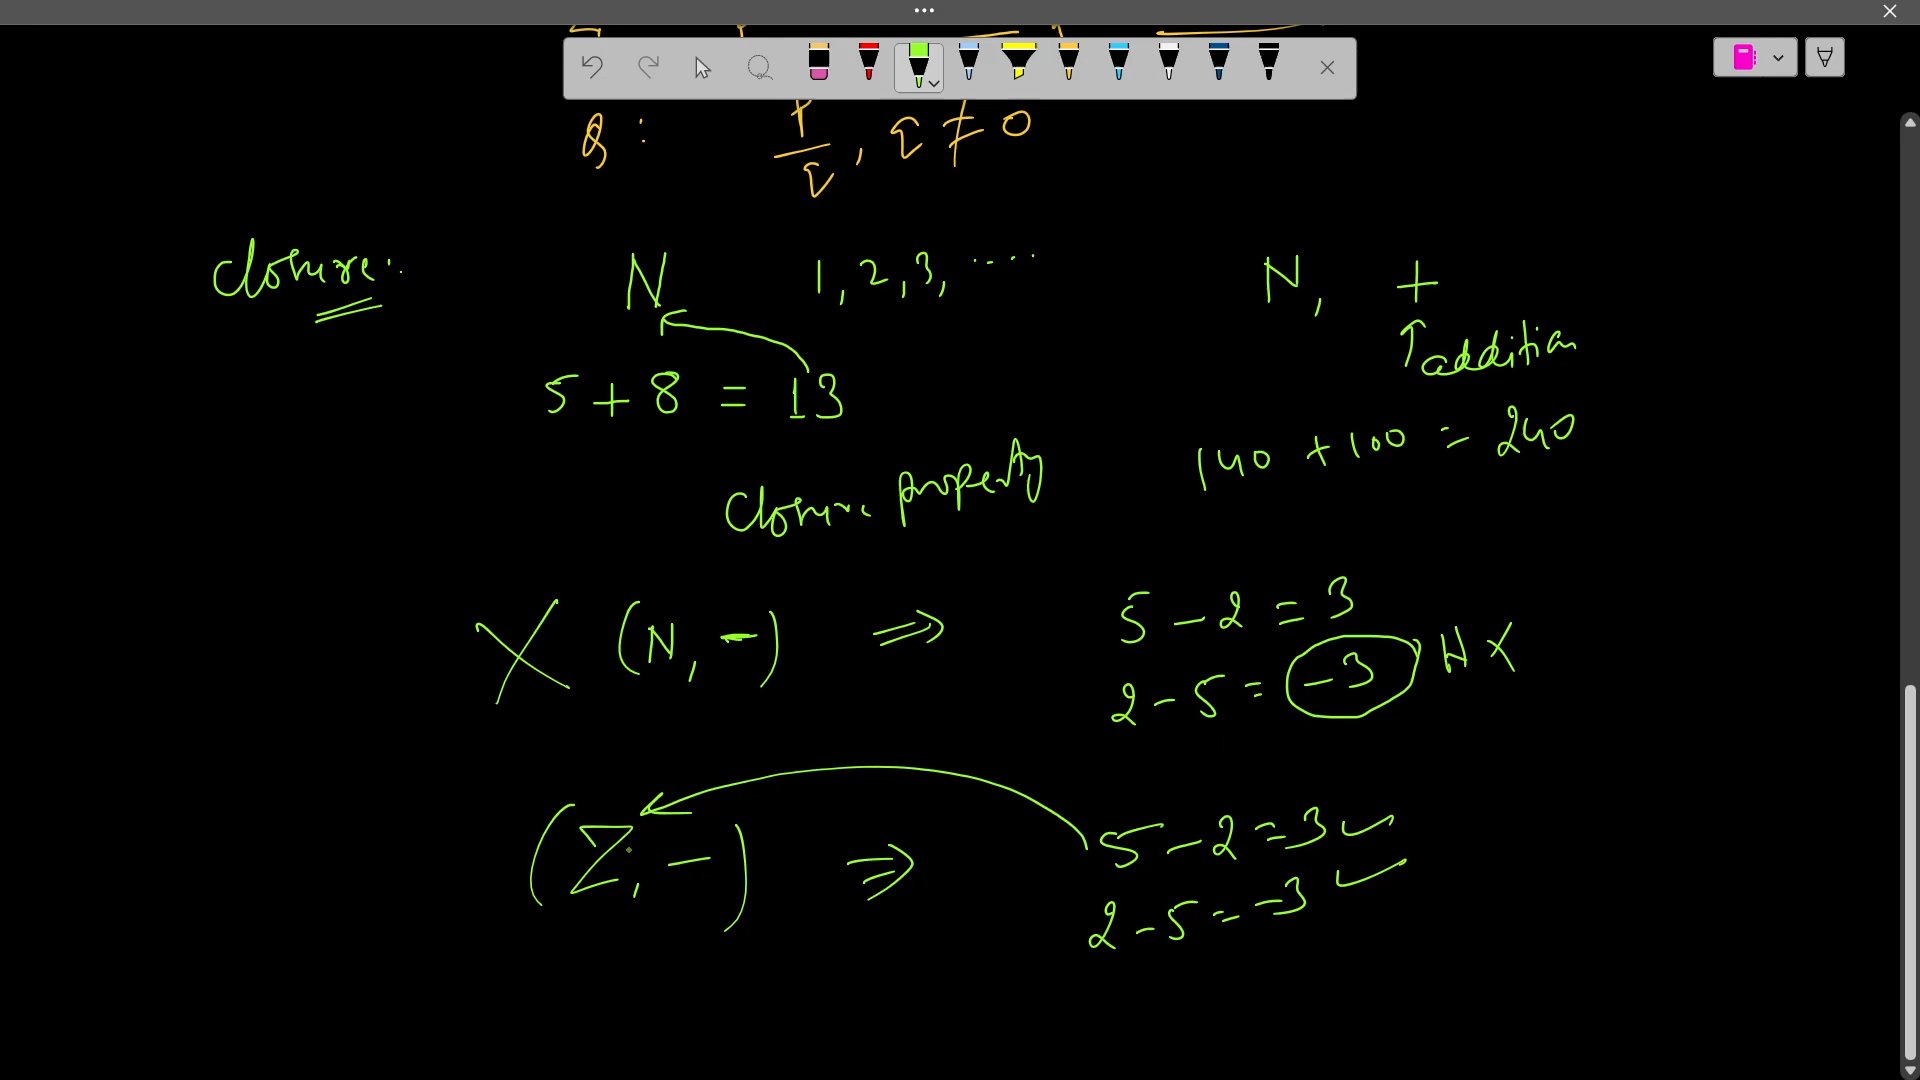 Q : p/q, q ≠ 0
Closure:
N 1, 2, 3, ....
N, +
addition
5 + 8 = 13
140 + 100 = 240
Closure property
X (N, -) ⇒ 5 - 2 = 3
2 - 5 = -3 N X
(Z, -) ⇒ 5 - 2 = 3 ✓
2 - 5 = -3 ✓